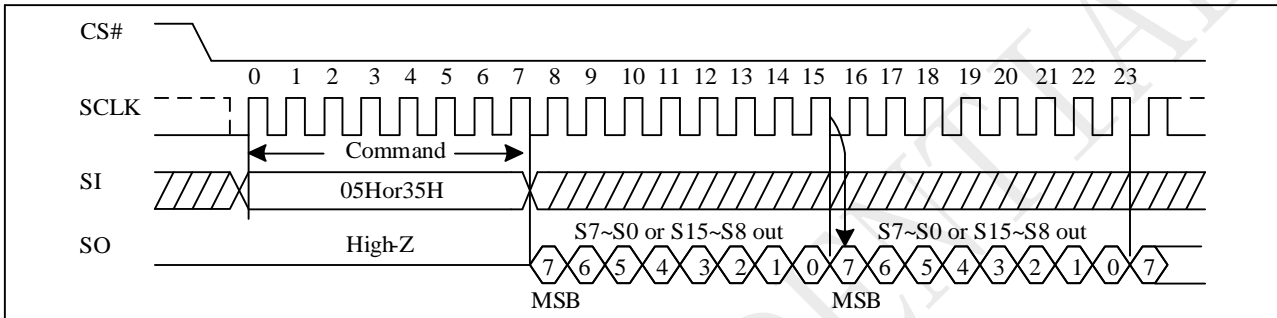 CS#
0 1 2 3 4 5 6 7 8 9 10 11 12 13 14 15 16 17 18 19 20 21 22 23
SCLK
Command
SI
05Hor35H
S7~S0 or S15~S8 out S7~S0 or S15~S8 out
SO
High-Z
7 6 5 4 3 2 1 0 7 6 5 4 3 2 1 0 7
MSB MSB